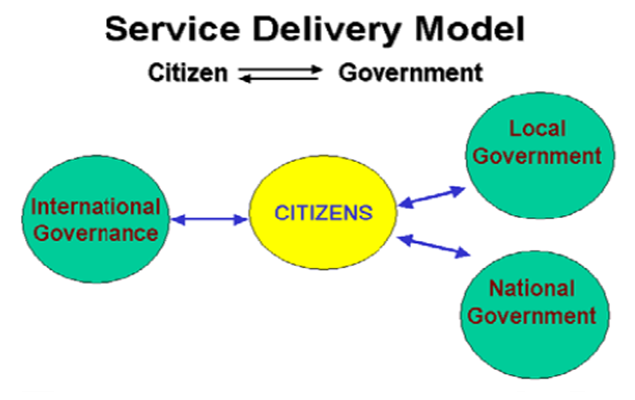 Service Delivery Model
Citizen Government
Local
Government
International
Governance
CITIZENS
National
Government